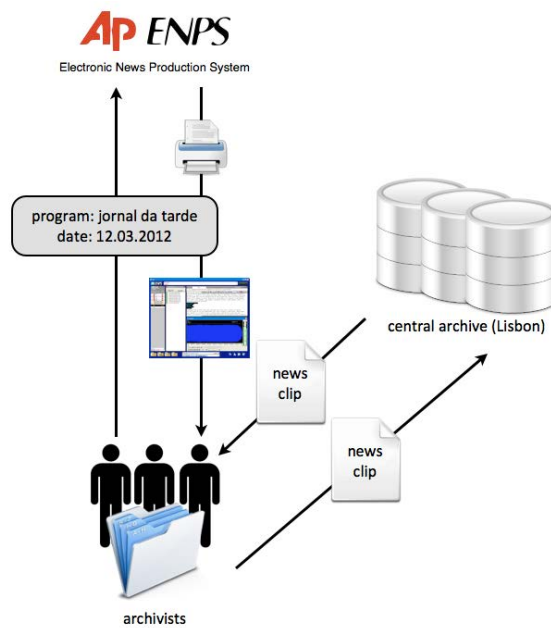 AP ENPS
Electronic News Production System
program: jornal da tarde
date: 12.03.2012
central archive (Lisbon)
news
clip
news
clip
archivists